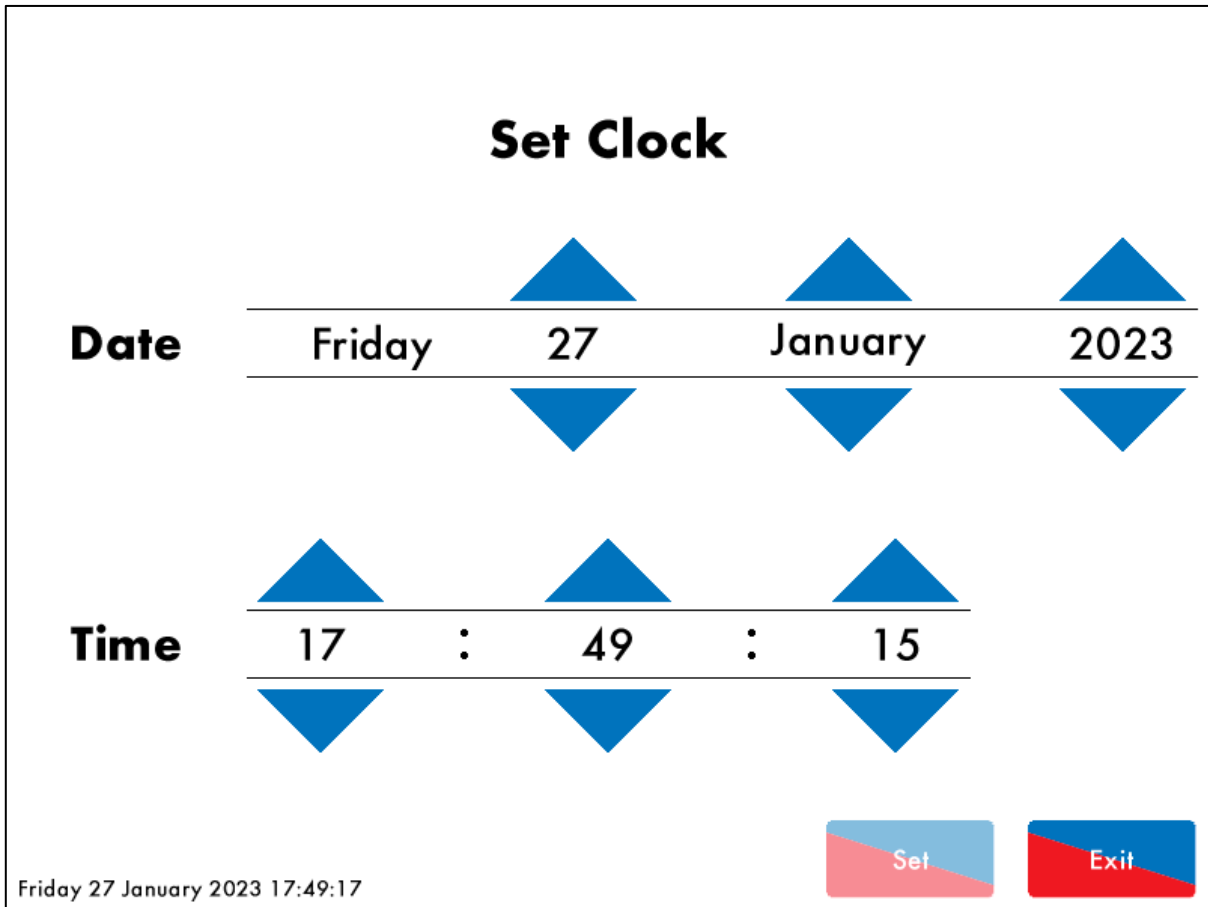 Set Clock
Date Friday 27 January 2023
Time 17 : 49 : 15
Set Exit
Friday 27 January 2023 17:49:17